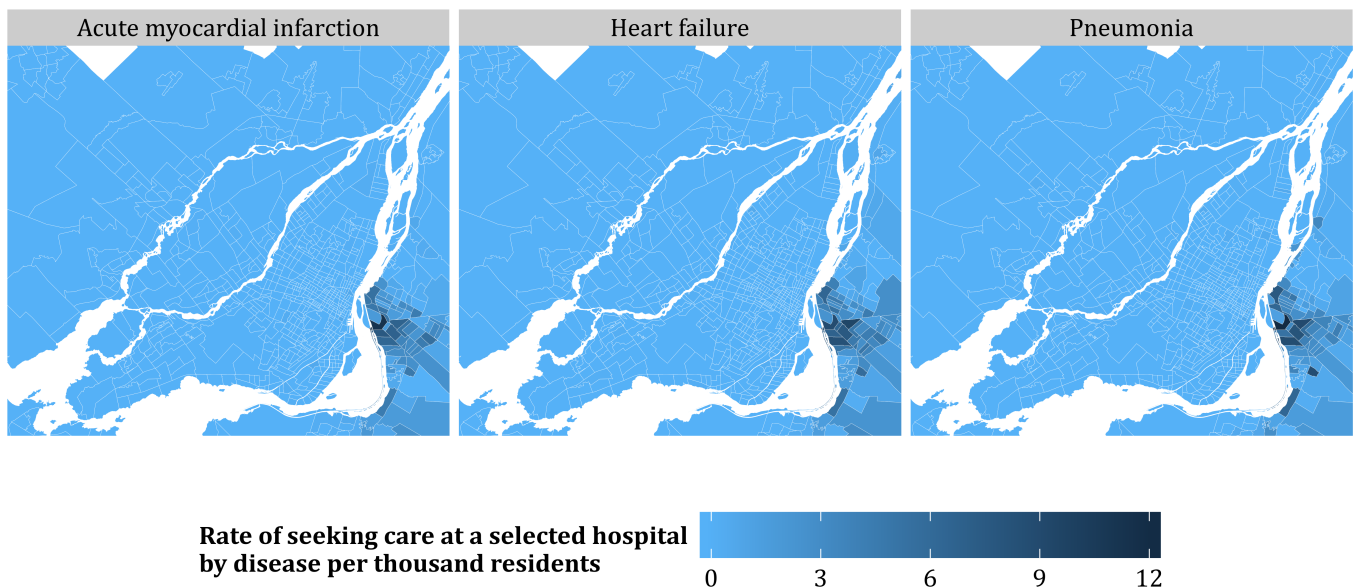 Acute myocardial infarction
Heart failure
Pneumonia
Rate of seeking care at a selected hospital
by disease per thousand residents
0 3 6 9 12